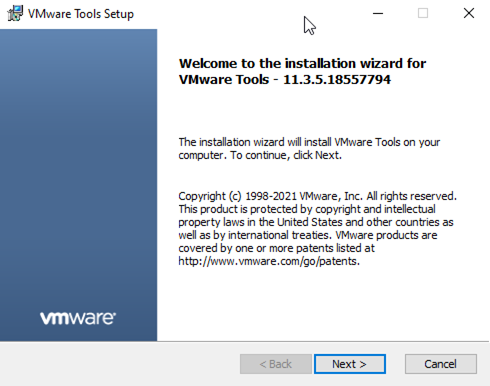 VMware Tools Setup
Welcome to the installation wizard for
VMware Tools - 11.3.5.18557794
The installation wizard will install VMware Tools on your
computer. To continue, click Next.
Copyright (c) 1998-2021 VMware, Inc. All rights reserved.
This product is protected by copyright and intellectual
property laws in the United States and other countries as
well as by international treaties. VMware products are
covered by one or more patents listed at
http://www.vmware.com/go/patents.
vmware
< Back
Next >
Cancel